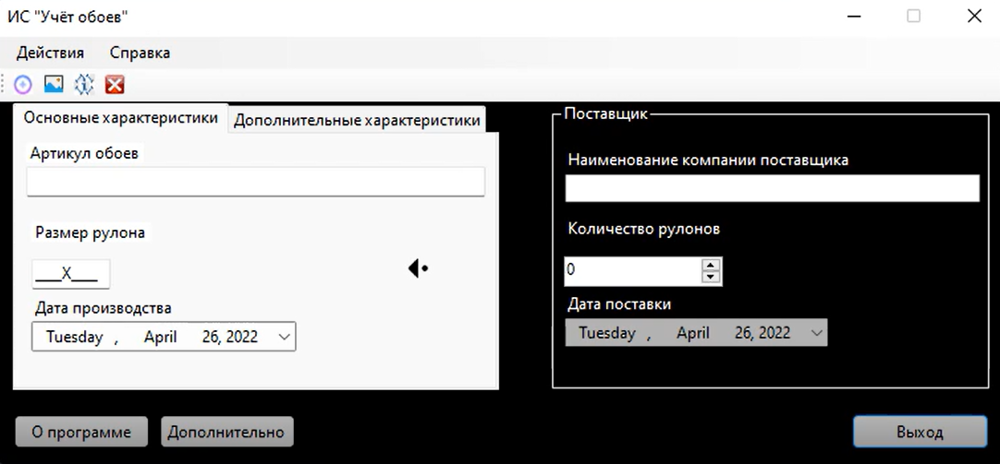 ИС "Учёт обоев"
Действия Справка
Основные характеристики Дополнительные характеристики
Артикул обоев
Размер рулона
___X___
Дата производства
Tuesday , April 26, 2022
Поставщик
Наименование компании поставщика
Количество рулонов
0
Дата поставки
Tuesday , April 26, 2022
О программе Дополнительно Выход